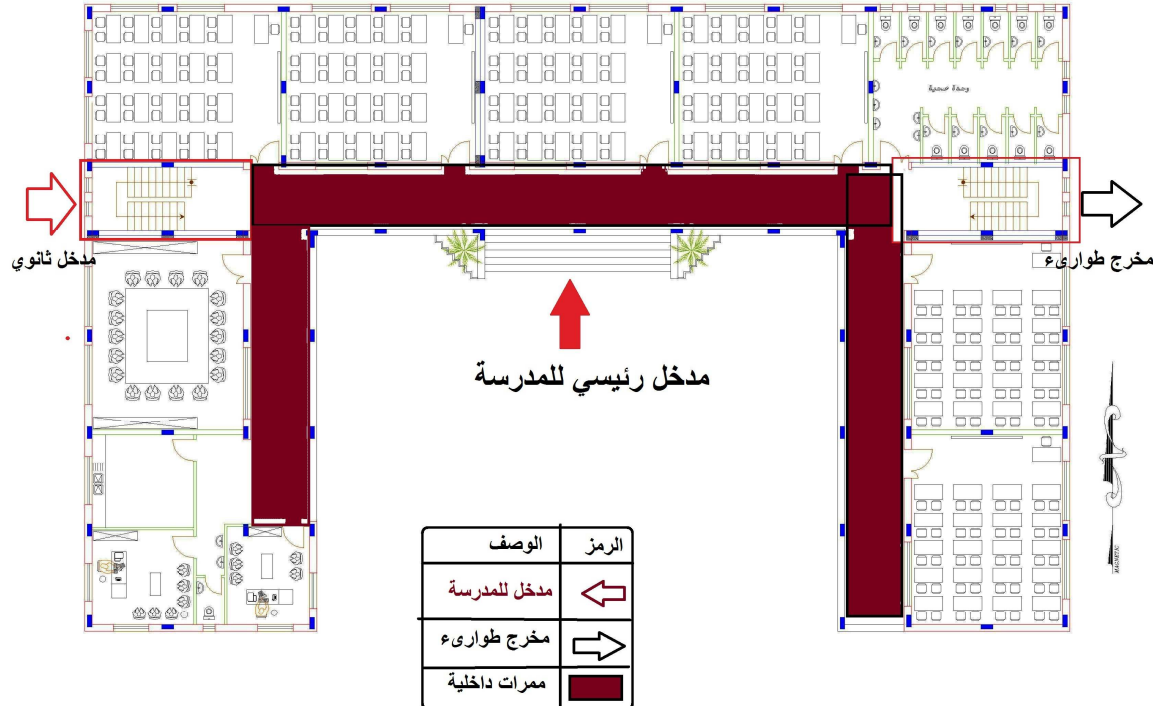 وحدة صحية
مدخل ثانوي
مخرج طوارىء
مدخل رئيسي للمدرسة
الرمز الوصف
مدخل للمدرسة
مخرج طوارىء
ممرات داخلية